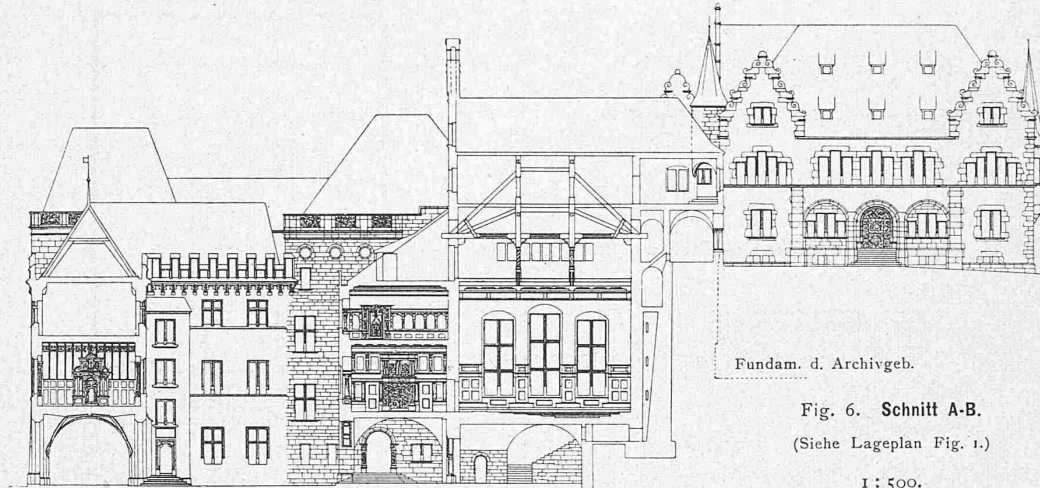 Fundam. d. Archivgeb.
Fig. 6. Schnitt A-B.
(Siehe Lageplan Fig. 1.)
1 : 500.